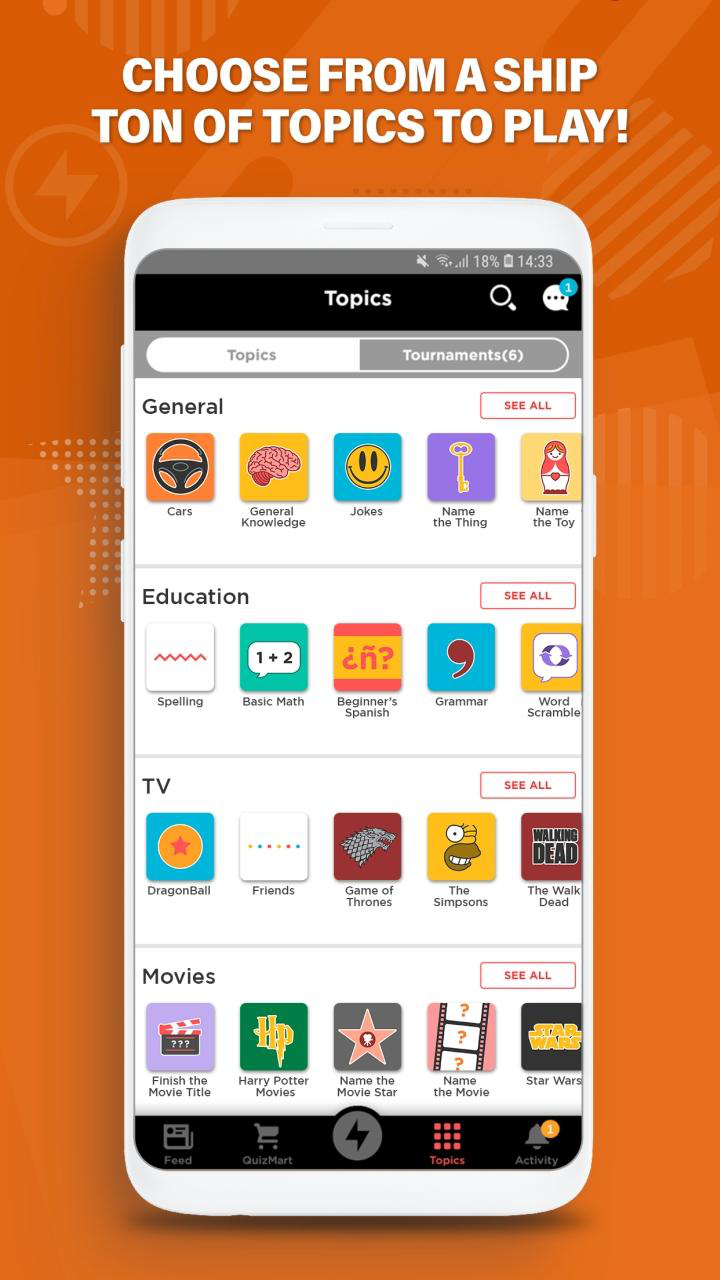 CHOOSE FROM A SHIP
TON OF TOPICS TO PLAY!
18% 14:33
Topics
1
Topics
Tournaments(6)
General
SEE ALL
Cars
General
Knowledge
Jokes
Name
the Thing
Name
the Toy
Education
SEE ALL
1 + 2
¿ñ?
Spelling
Basic Math
Beginner's
Spanish
Grammar
Word
Scramble
TV
SEE ALL
WALKING
DEAD
DragonBall
Friends
Game of
Thrones
The
Simpsons
The Walk
Dead
Movies
SEE ALL
???
HP
?
?
?
STAR
WARS
Finish the
Movie Title
Harry Potter
Movies
Name the
Movie Star
Name
the Movie
Star Wars
1
Feed
QuizMart
Topics
Activity